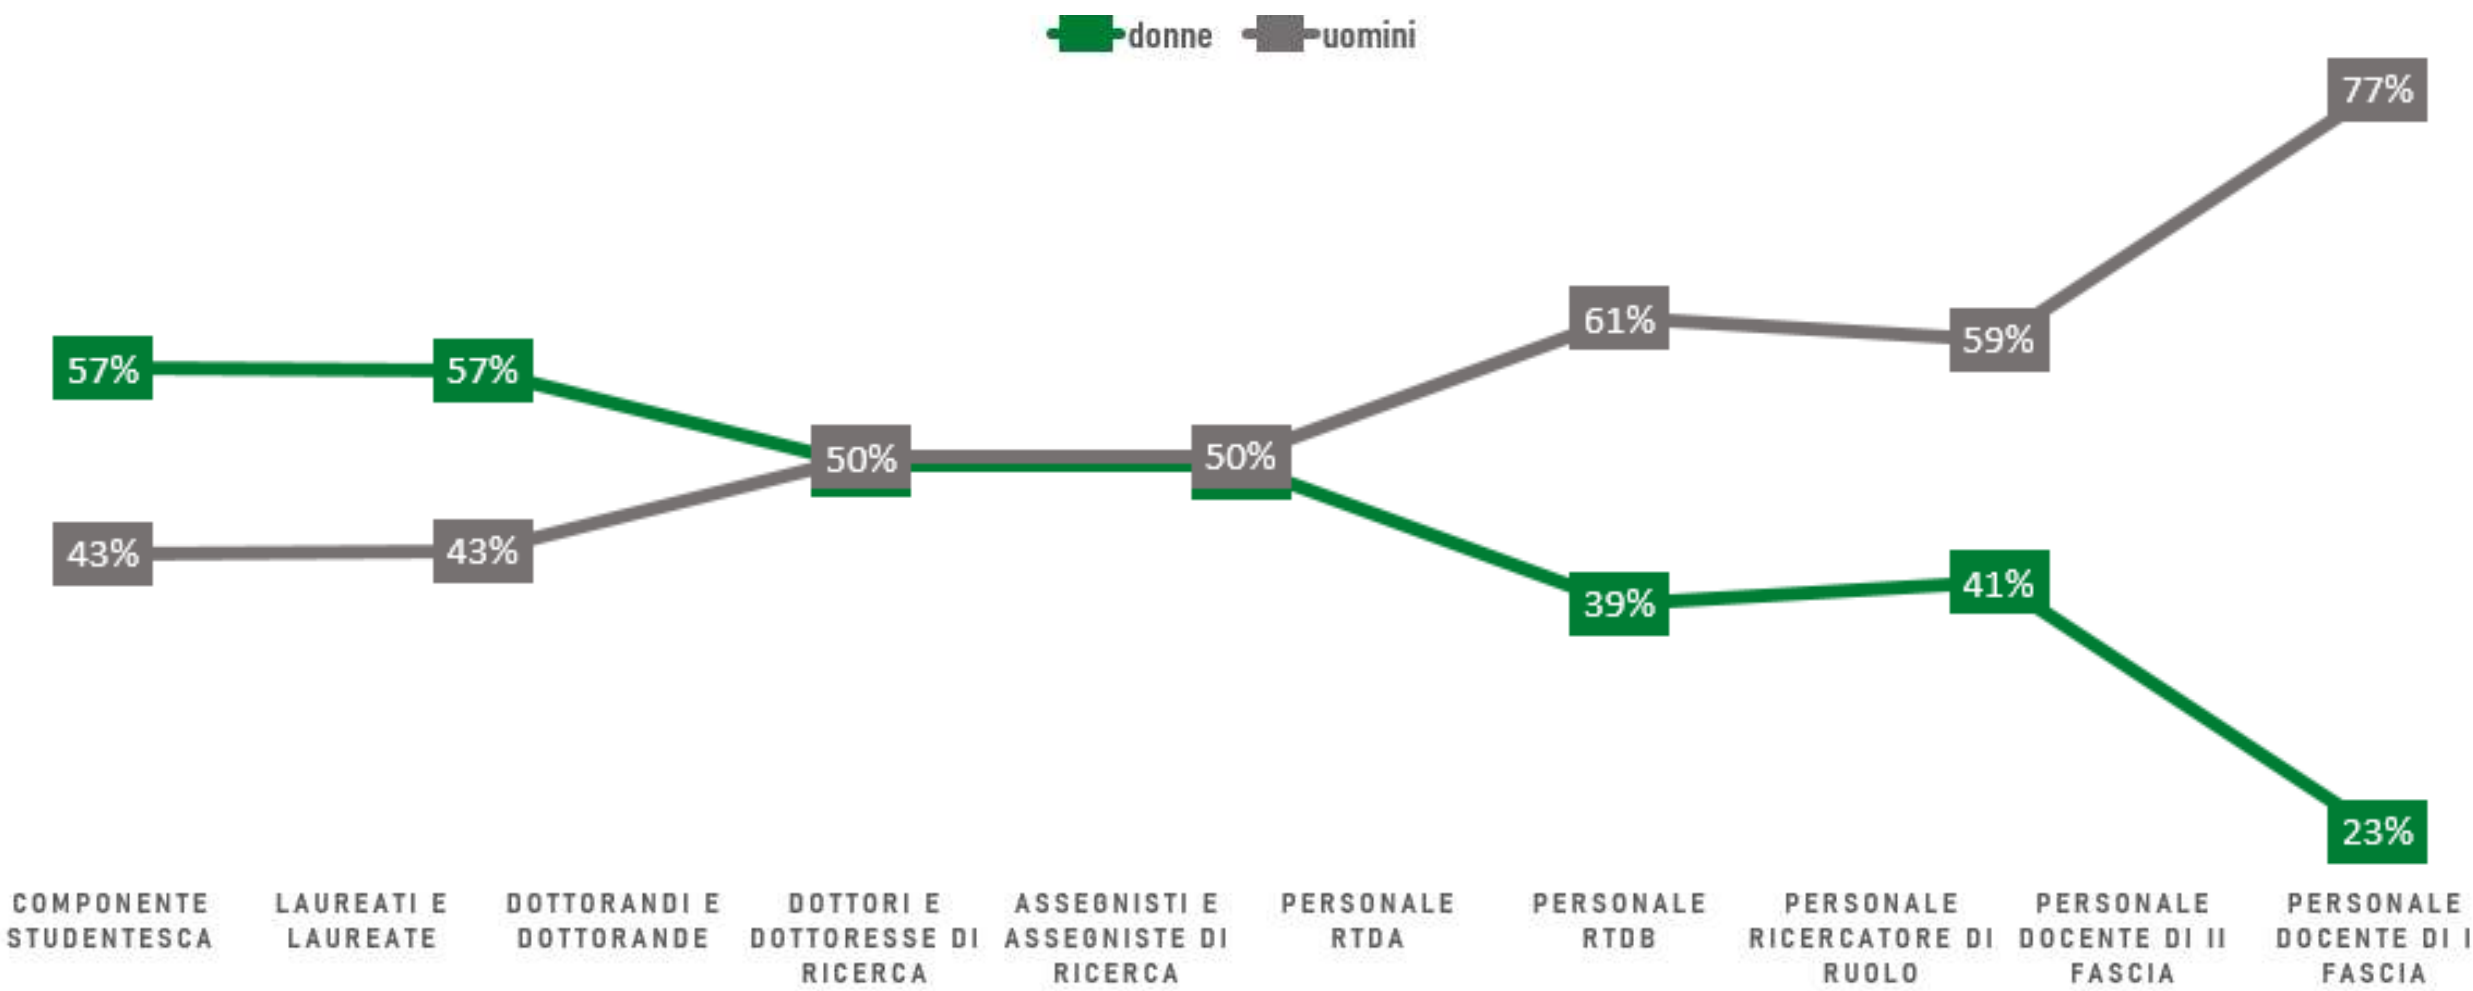 donne uomini
77%
61%
59%
57% 57%
50% 50%
43% 43%
39% 41%
23%
COMPONENTE
STUDENTESCA
LAUREATI E
LAUREATE
DOTTORANDI E
DOTTORANDE
DOTTORI E
DOTTORESSE DI
RICERCA
ASSEGNISTI E
ASSEGNISTE DI
RICERCA
PERSONALE
RTDA
PERSONALE
RTDB
PERSONALE
RICERCATORE DI
RUOLO
PERSONALE
DOCENTE DI II
FASCIA
PERSONALE
DOCENTE DI I
FASCIA